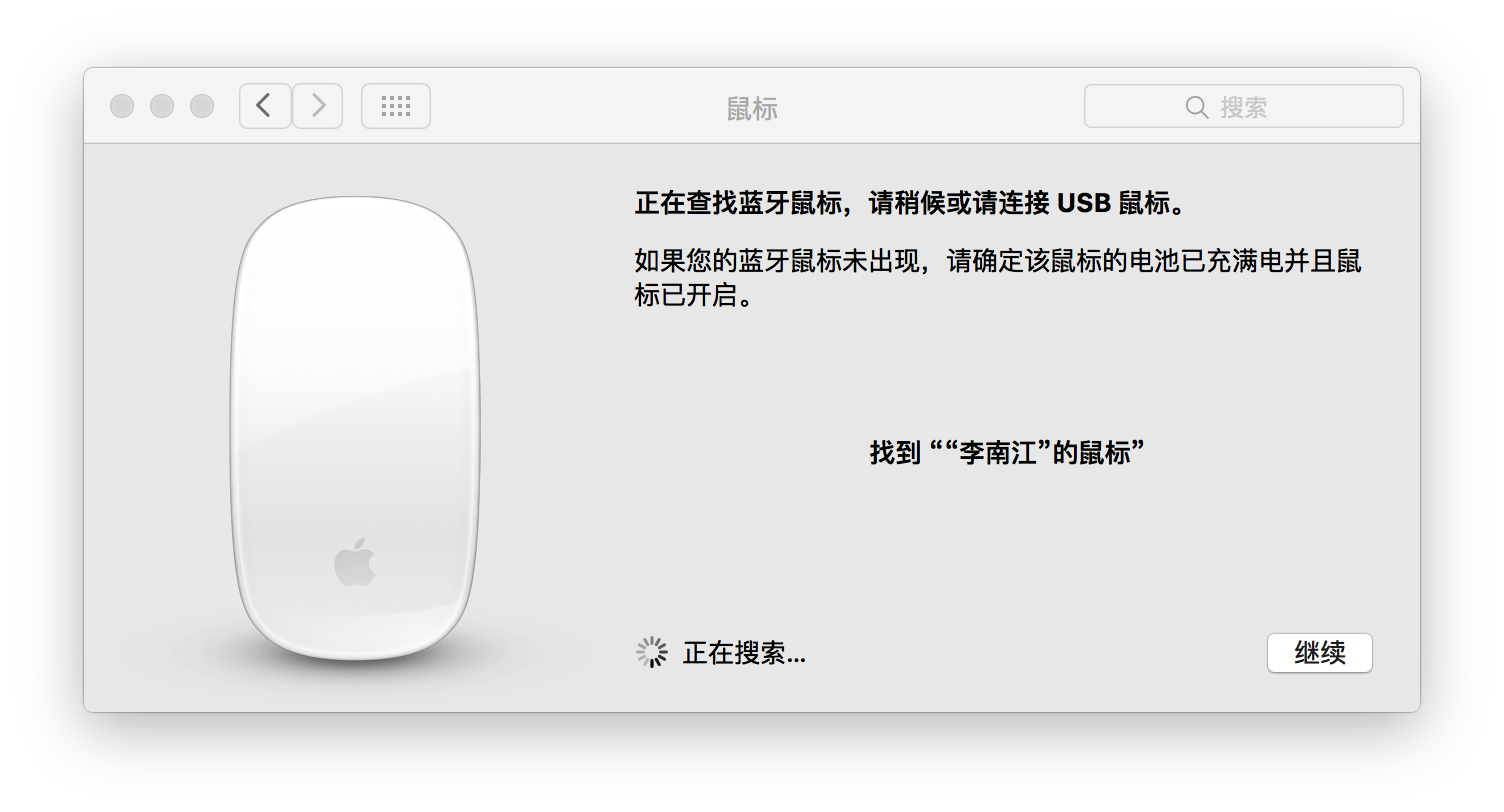 鼠标
搜索
正在查找蓝牙鼠标，请稍候或请连接 USB 鼠标。
如果您的蓝牙鼠标未出现，请确定该鼠标的电池已充满电并且鼠
标已开启。
找到 ““李南江”的鼠标”
正在搜索...
继续